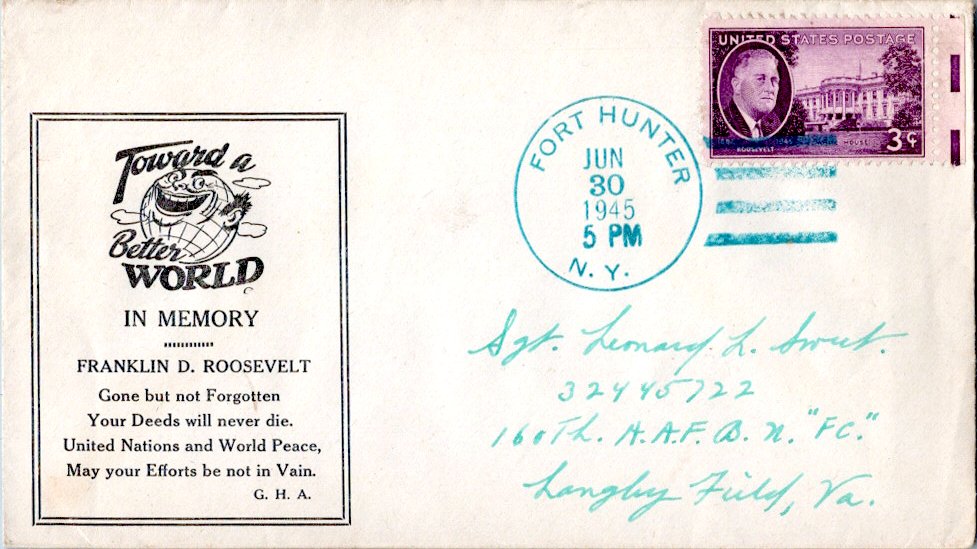 Toward a
Better
WORLD
IN MEMORY
FRANKLIN D. ROOSEVELT
Gone but not Forgotten
Your Deeds will never die.
United Nations and World Peace,
May your Efforts be not in Vain.
G. H. A.
FORT HUNTER
JUN
30
1945
5 PM
N. Y.
UNITED STATES POSTAGE
ROOSEVELT
HOUSE
3¢
Sgt. Leonard L. Sweet.
32445722
160Th. A.A.F. B. N. "FC."
Langley Field, Va.